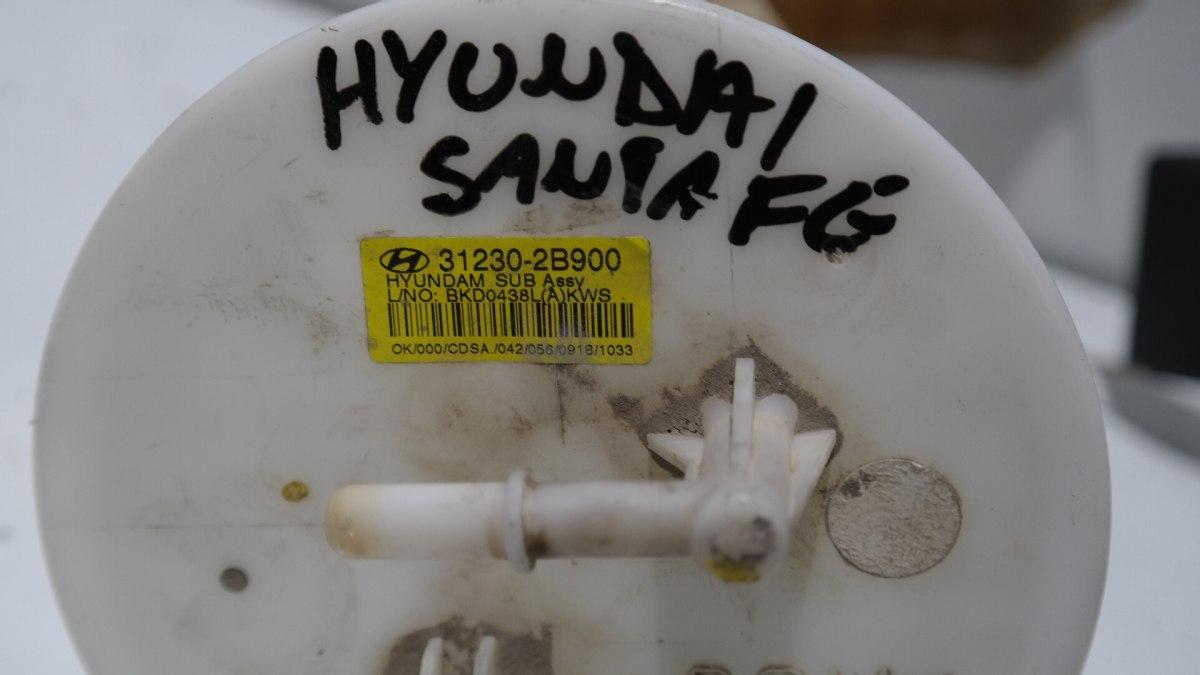 HYUNDAI
SANTA FG
31230-2B900
HYUNDAM SUB Assy
L/NO: BKD0438L(A)KWS
OK/000/CDSA./042/056/0918/1033